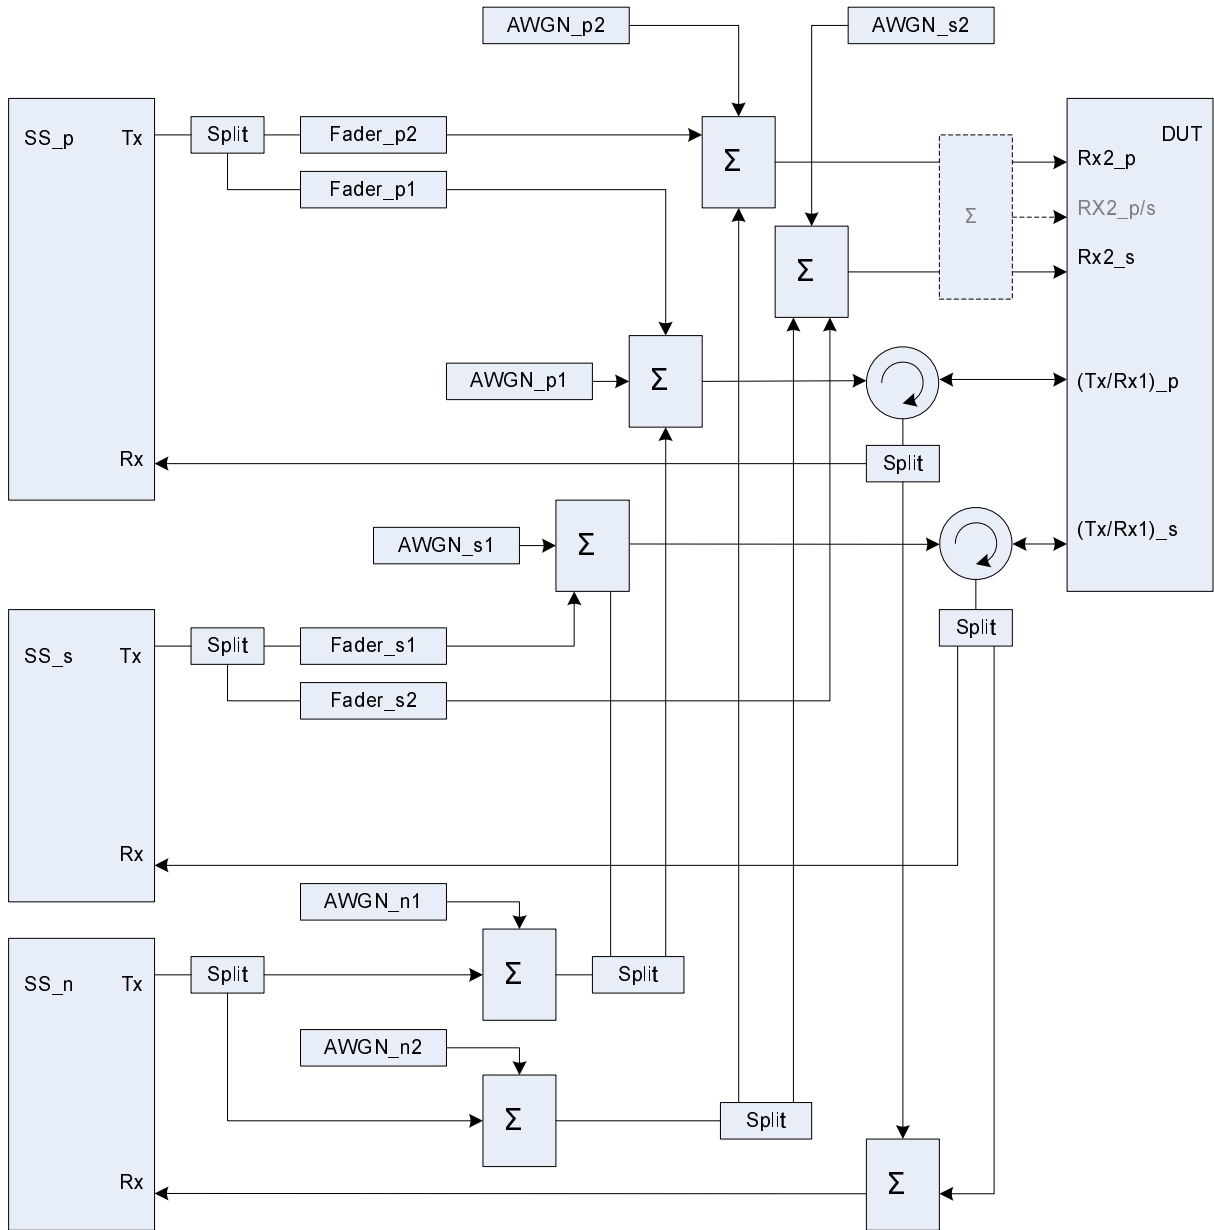 AWGN_p2
AWGN_s2
SS_p Tx
Split
Fader_p2
Σ
DUT
Rx2_p
Fader_p1
Σ
RX2_p/s
Σ
Rx2_s
AWGN_p1
Σ
(Tx/Rx1)_p
Rx
Split
AWGN_s1
Σ
(Tx/Rx1)_s
SS_s Tx
Split
Fader_s1
Split
Fader_s2
Rx
AWGN_n1
SS_n Tx
Split
Σ
Split
AWGN_n2
Σ
Split
Rx
Σ